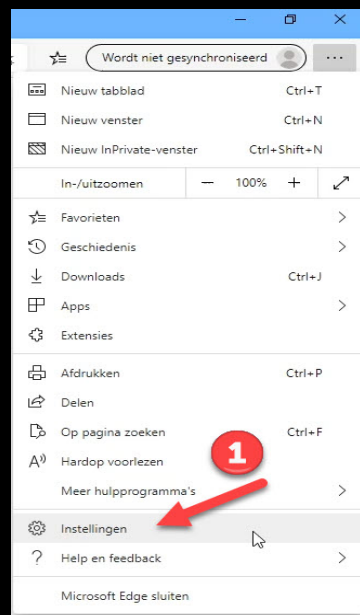 Wordt niet gesynchroniseerd
Nieuw tabblad Ctrl+T
Nieuw venster Ctrl+N
Nieuw InPrivate-venster Ctrl+Shift+N
In-/uitzoomen — 100% +
Favorieten
Geschiedenis
Downloads Ctrl+J
Apps
Extensies
Afdrukken Ctrl+P
Delen
Op pagina zoeken Ctrl+F
Hardop voorlezen
1
Meer hulpprogramma's
Instellingen
Help en feedback
Microsoft Edge sluiten